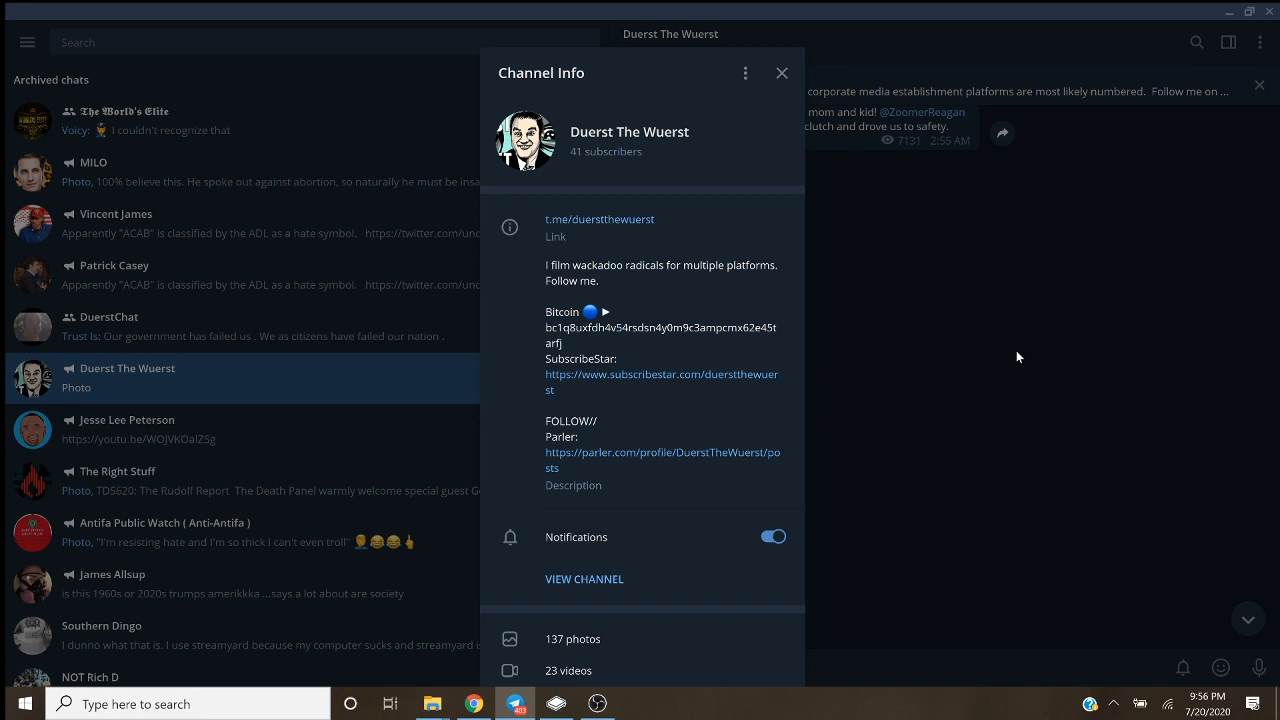 Search
Duerst The Wuerst
Archived chats
The World's Elite
Voicy: I couldn't recognize that
MILO
Photo, 100% believe this. He spoke out against abortion, so naturally he must be insa
Vincent James
Apparently "ACAB" is classified by the ADL as a hate symbol. https://twitter.com/unc
Patrick Casey
Apparently "ACAB" is classified by the ADL as a hate symbol. https://twitter.com/unc
DuerstChat
Trust Is: Our government has failed us . We as citizens have failed our nation .
Duerst The Wuerst
Photo
Jesse Lee Peterson
https://youtu.be/WOJVKOalZSg
The Right Stuff
Photo, TDS620: The Rudolf Report The Death Panel warmly welcome special guest Ge
Antifa Public Watch ( Anti-Antifa )
Photo, "I'm resisting hate and I'm so thick I can't even troll" 🤦‍♂️😂😂👆
James Allsup
is this 1960s or 2020s trumps amerikkka ...says a lot about are society
Southern Dingo
I dunno what that is. I use streamyard because my computer sucks and streamyard is
NOT Rich D
Channel Info
Duerst The Wuerst
41 subscribers
t.me/duerstthewuerst
Link
I film wackadoo radicals for multiple platforms.
Follow me.
Bitcoin 🔵 ▶
bc1q8uxfdh4v54rsdsn4y0m9c3ampcmx62e45t
arfj
SubscribeStar:
https://www.subscribestar.com/duerstthewuer
st
FOLLOW//
Parler:
https://parler.com/profile/DuerstTheWuerst/po
sts
Description
Notifications
VIEW CHANNEL
137 photos
23 videos
corporate media establishment platforms are most likely numbered. Follow me on ...
mom and kid! @ZoomerReagan
clutch and drove us to safety.
7131 2:55 AM
Type here to search
403
9:56 PM
7/20/2020